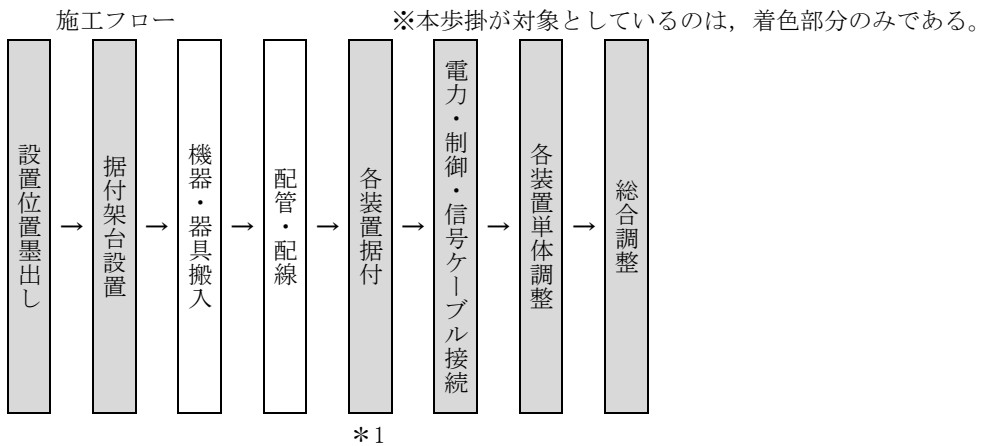 施工フロー
※本歩掛が対象としているのは，着色部分のみである。
設置位置墨出し
→
据付架台設置
→
機器・器具搬入
→
配管・配線
→
各装置据付
→
電力・制御・信号ケーブル接続
→
各装置単体調整
→
総合調整
＊1